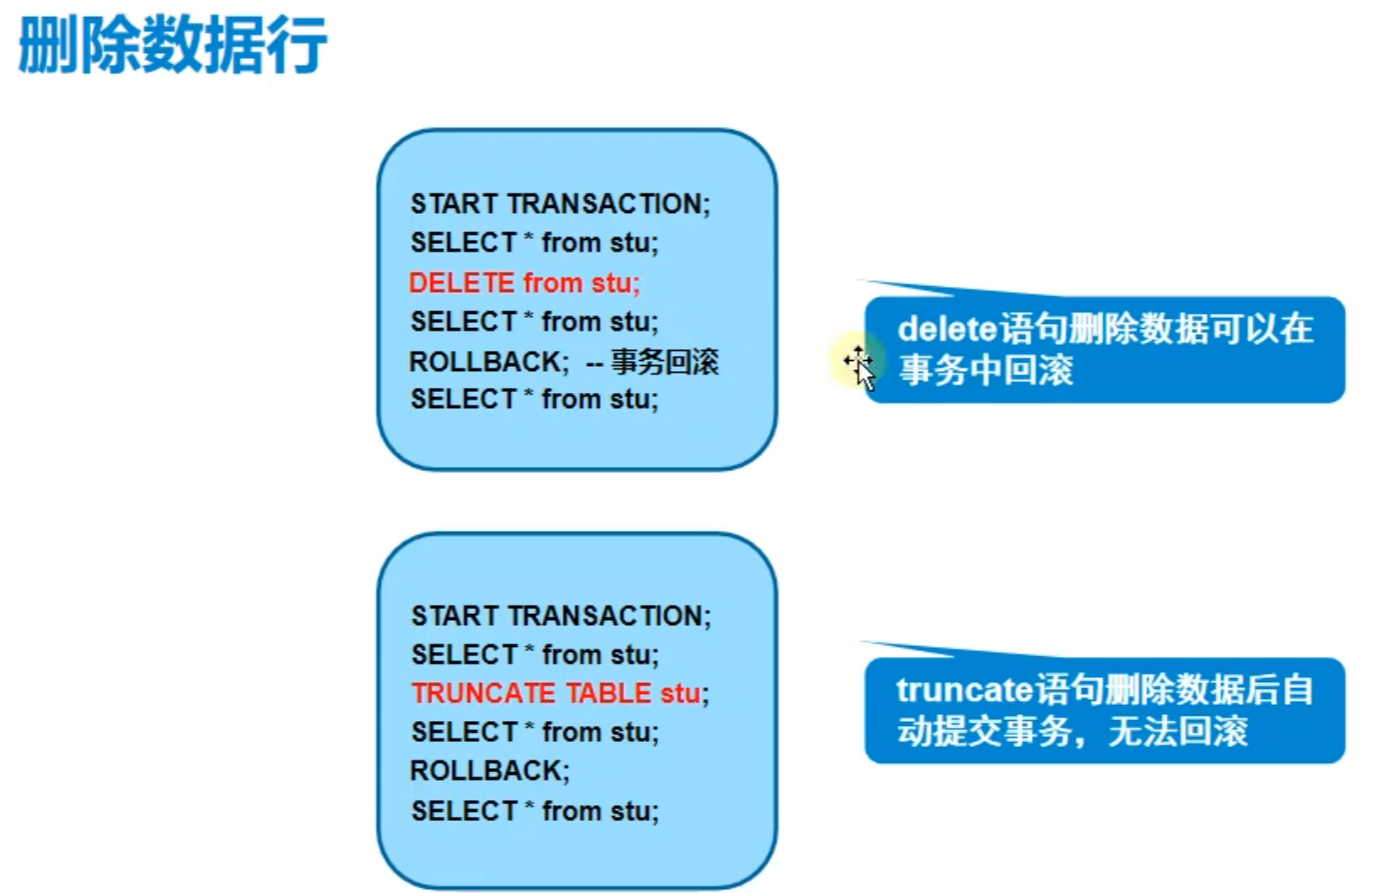 删除数据行
START TRANSACTION;
SELECT * from stu;
DELETE from stu;
SELECT * from stu;
ROLLBACK;  -- 事务回滚
SELECT * from stu;
delete语句删除数据可以在
事务中回滚
START TRANSACTION;
SELECT * from stu;
TRUNCATE TABLE stu;
SELECT * from stu;
ROLLBACK;
SELECT * from stu;
truncate语句删除数据后自
动提交事务，无法回滚